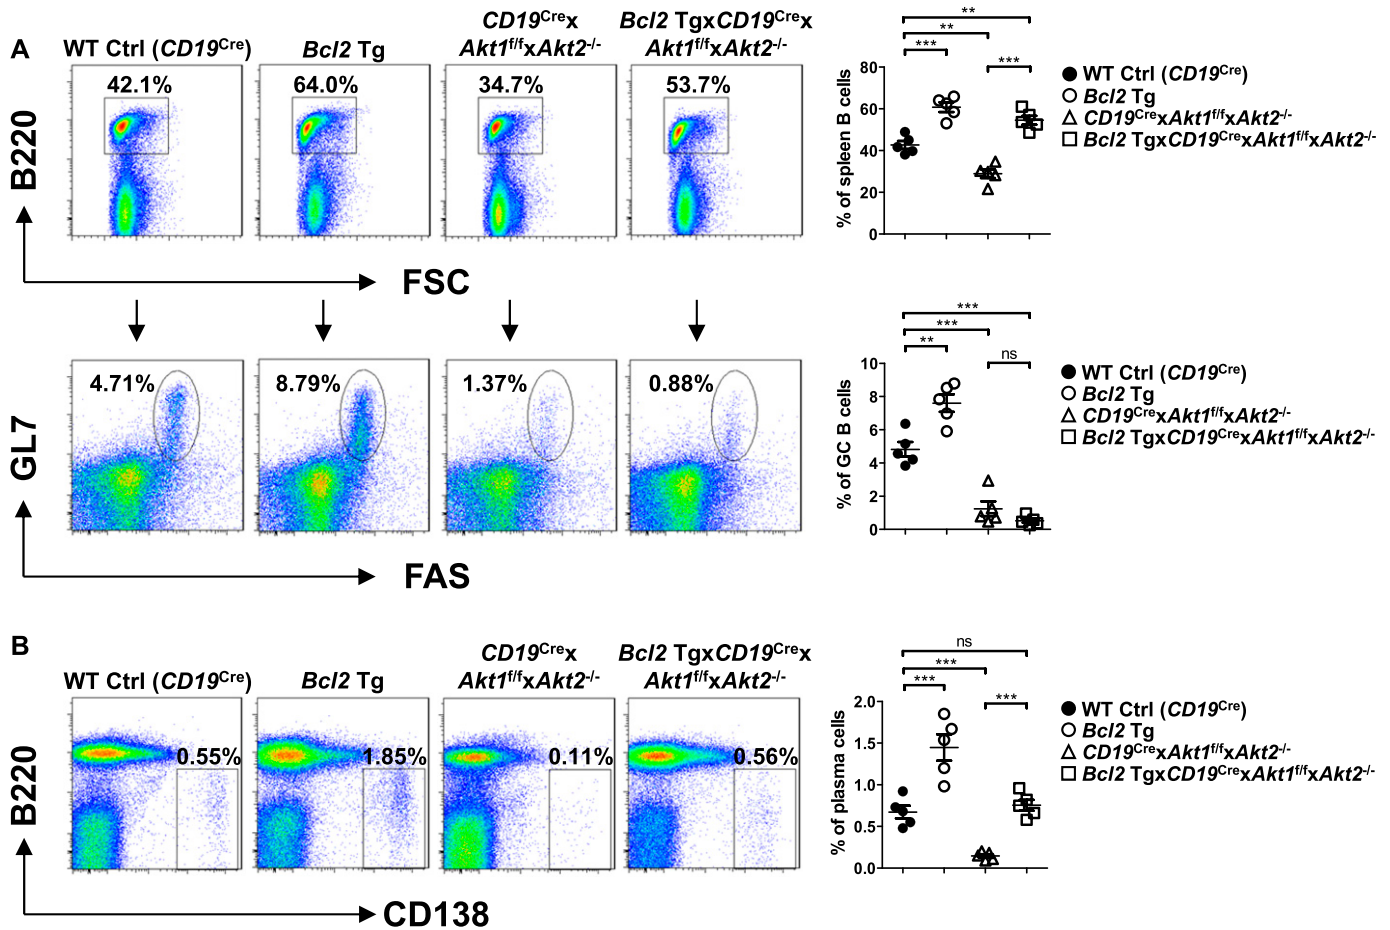 A
WT Ctrl (CD19Cre)
Bcl2 Tg
CD19Crex
Akt1f/fxAkt2-/-
Bcl2 TgxCD19Crex
Akt1f/fxAkt2-/-
42.1%
64.0%
34.7%
53.7%
B220
FSC
4.71%
8.79%
1.37%
0.88%
GL7
FAS
**
**
***
***
% of spleen B cells
80
60
40
20
0
WT Ctrl (CD19Cre)
Bcl2 Tg
CD19CrexAkt1f/fxAkt2-/-
Bcl2 TgxCD19CrexAkt1f/fxAkt2-/-
***
***
**
ns
% of GC B cells
10
8
6
4
2
0
WT Ctrl (CD19Cre)
Bcl2 Tg
CD19CrexAkt1f/fxAkt2-/-
Bcl2 TgxCD19CrexAkt1f/fxAkt2-/-
B
WT Ctrl (CD19Cre)
Bcl2 Tg
CD19Crex
Akt1f/fxAkt2-/-
Bcl2 TgxCD19Crex
Akt1f/fxAkt2-/-
0.55%
1.85%
0.11%
0.56%
B220
CD138
ns
***
***
***
% of plasma cells
2.0
1.5
1.0
0.5
0.0
WT Ctrl (CD19Cre)
Bcl2 Tg
CD19CrexAkt1f/fxAkt2-/-
Bcl2 TgxCD19CrexAkt1f/fxAkt2-/-